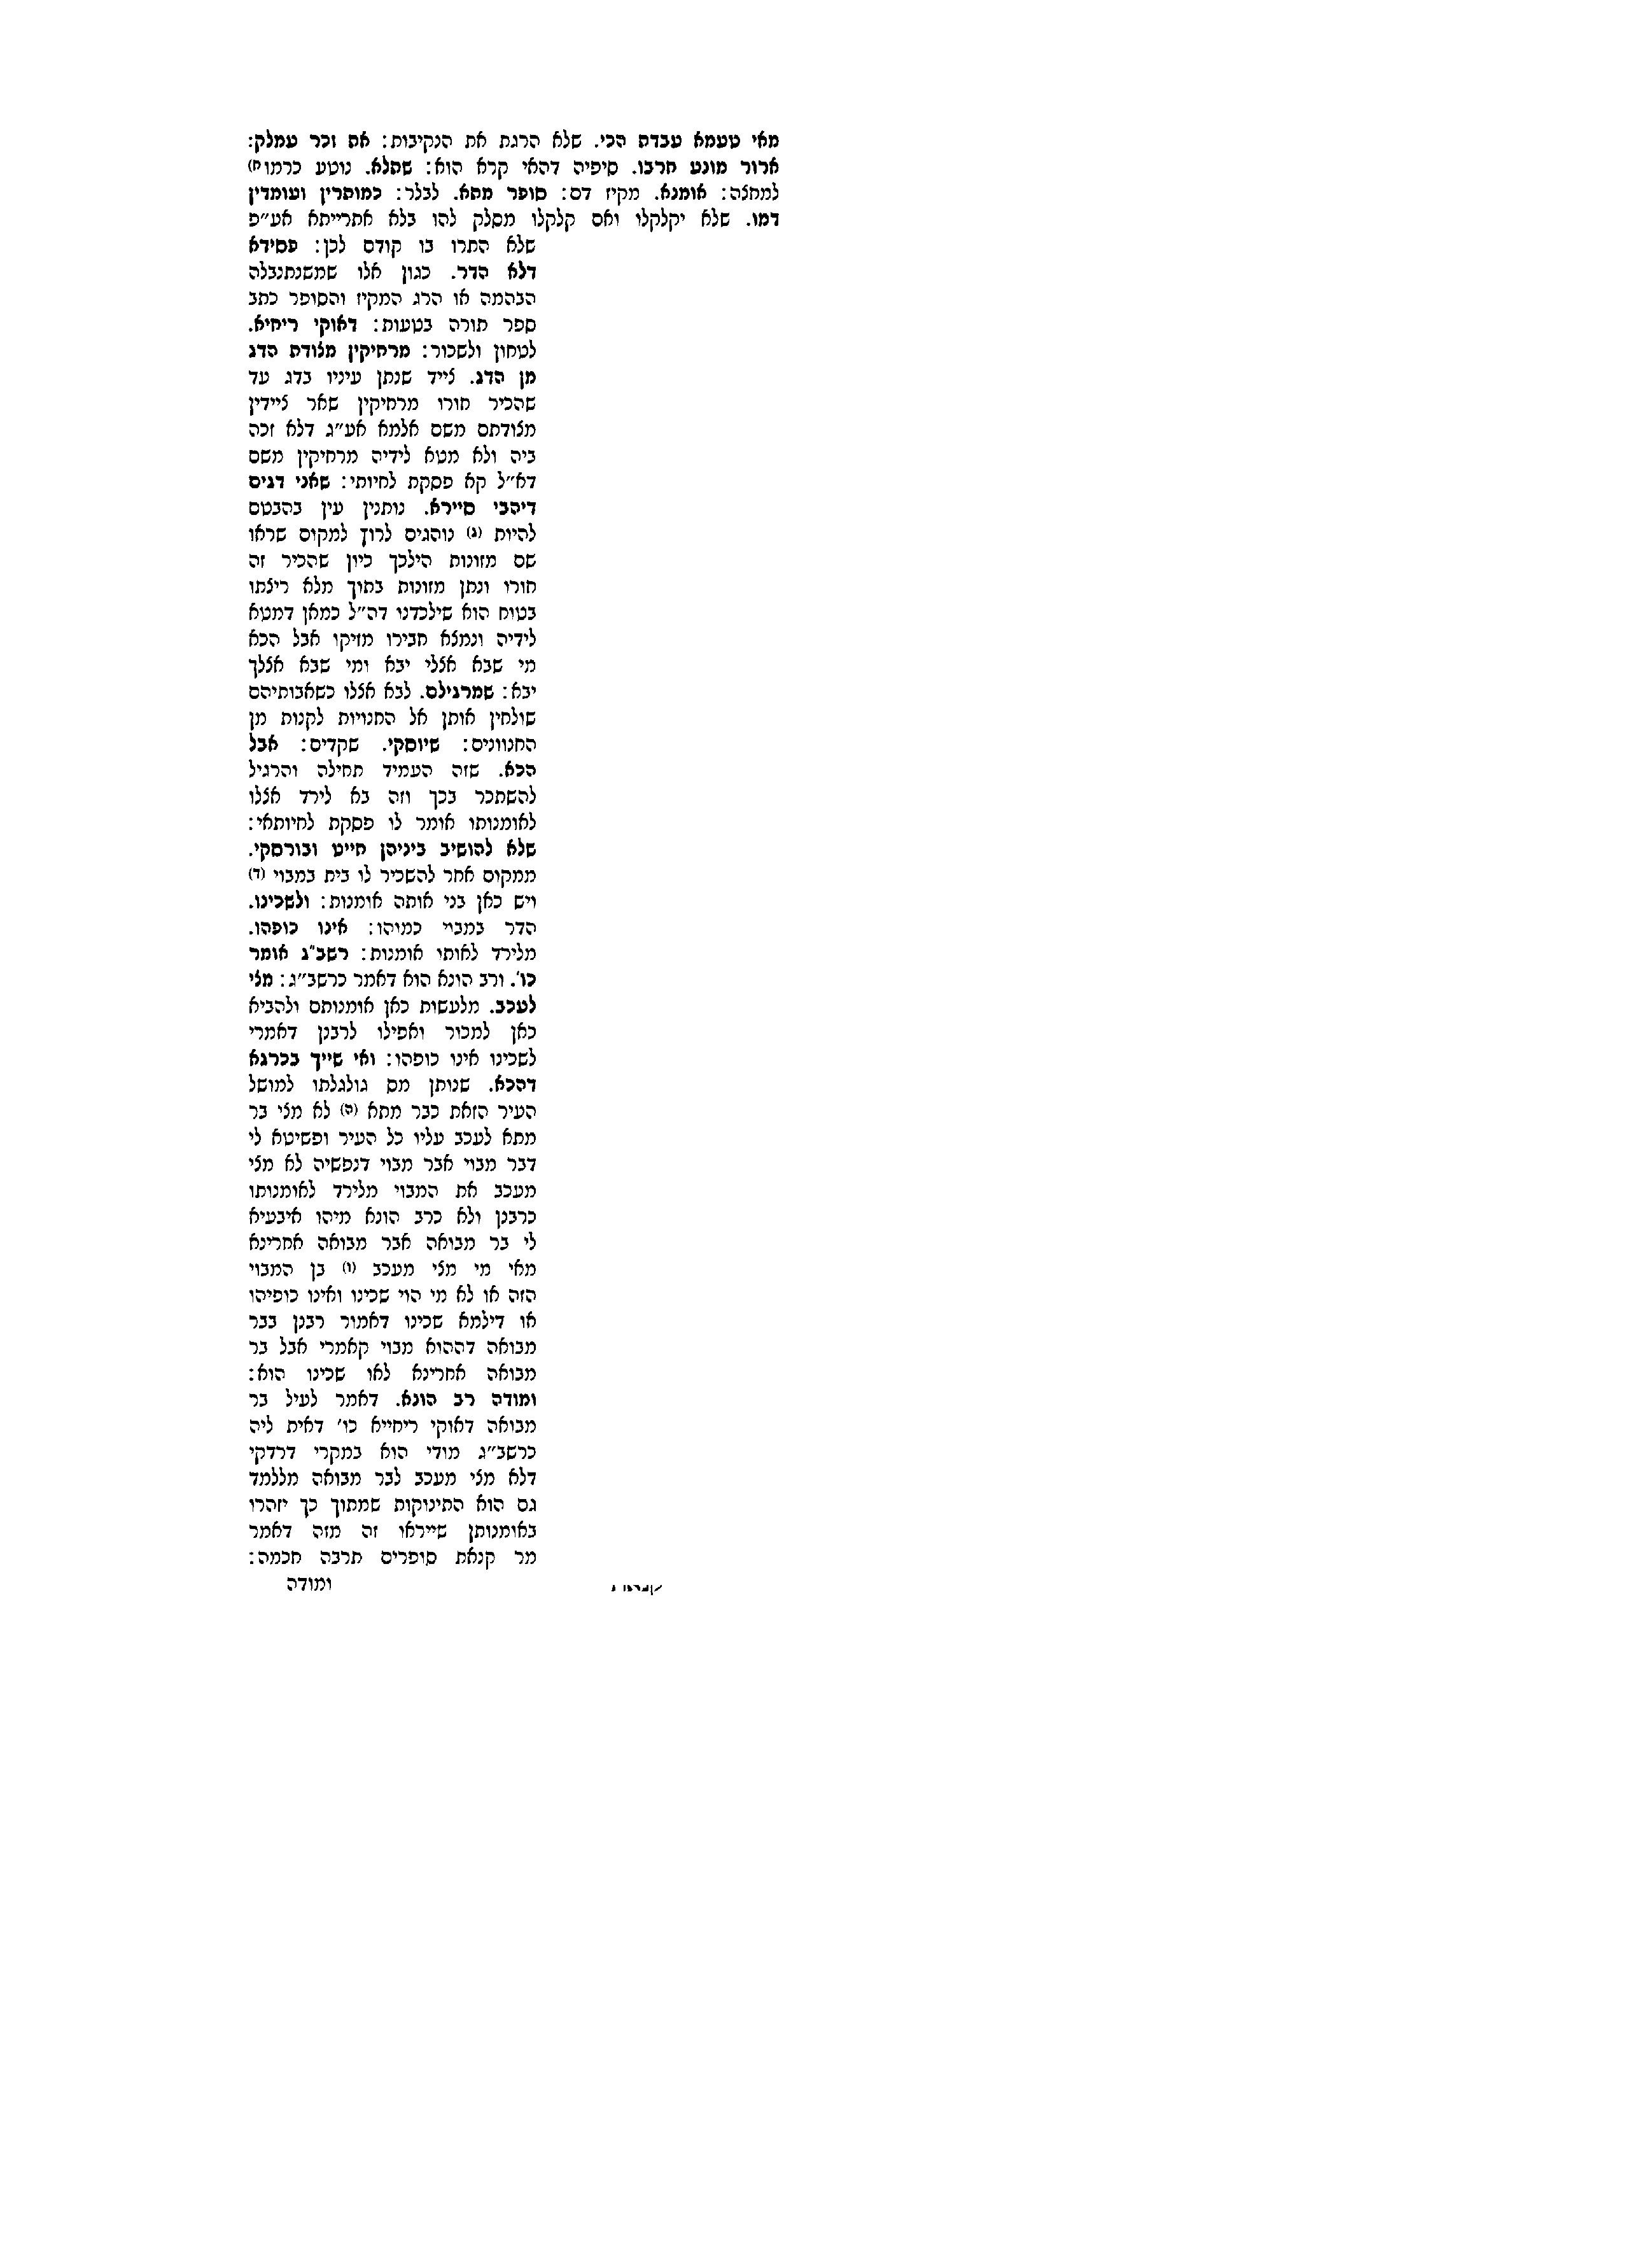 מאי טעמא עבדת הכי. שלא הרגת את הנקיבות: את זכר עמלק:
ארור מונע חרבו. סיפיה דהאי קרא הוא: שתלא. נוטע כרמו ח)
למחצה: אומנא. מקיז דם: סופר מתא. לבלר: כמותרין ועומדין
דמו. שלא יקלקלו ואם קלקלו מסלק להו בלא אתרייתא אע״פ
שלא התרו בו קודם לכן: פסידא
דלא הדר. כגון אלו שמשנתנבלה
הבהמה או הרג המקיז והסופר כתב
ספר תורה בטעות: דאוקי ריחיא.
לטחון ולשכור: מרחיקין מצודת הדג
מן הדג. צייד שנתן עיניו בדג עד
שהכיר חורו מרחיקין שאר ציידין
מצודתם משם אלמא אע״ג דלא זכה
ביה ולא מטא לידיה מרחיקין משם
דא״ל קא פסקת לחיותי: שאני דגים
דיהבי סיירא. נותנין עין בהבטם
להיות (ג) נוהגים לרוץ למקום שראו
שם מזונות הילכך כיון שהכיר זה
חורו ונתן מזונות בתוך מלא ריצתו
בטוח הוא שילכדנו דה״ל כמאן דמטא
לידיה ונמצא חבירו מזיקו אבל הכא
מי שבא אצלי יבא ומי שבא אצלך
יבא: שמרגילם. לבא אצלו כשאבותיהם
שולחין אותן אל החנויות לקנות מן
החנוונים: שיוסקי. שקדים: אבל
הכא. שזה העמיד תחילה והרגיל
להשתכר בכך וזה בא לירד אצלו
לאומנותו אומר לו פסקת לחיותאי:
שלא להושיב ביניהן חייט ובורסקי.
ממקום אחר להשכיר לו בית במבוי (ד)
ויש כאן בני אותה אומנות: ולשכינו.
הדר במבוי כמוהו: אינו כופהו.
מלירד לאותו אומנות: רשב״ג אומר
כו׳. ורב הונא הוא דאמר כרשב״ג: מצי
לעכב. מלעשות כאן אומנותם ולהביא
כאן למכור ואפילו לרבנן דאמרי
לשכינו אינו כופהו: ואי שייך בכרגא
דהכא. שנותן מס גולגלתו למושל
העיר הזאת כבר מתא (ה) לא מצי בר
מתא לעכב עליו כל העיר ופשיטא לי
דבר מבוי אבר מבוי דנפשיה לא מצי
מעכב את המבוי מלירד לאומנותו
כרבנן ולא כרב הונא מיהו איבעיא
לי בר מבואה אבר מבואה אחרינא
מאי מי מצי מעכב (ו) בן המבוי
הזה או לא מי הוי שכינו ואינו כופיהו
או דילמא שכינו דאמור רבנן בבר
מבואה דההוא מבוי קאמרי אבל בר
מבואה אחרינא לאו שכינו הוא:
ומודה רב הונא. דאמר לעיל בר
מבואה דאוקי ריחייא כו׳ דאית ליה
כרשב״ג מודי הוא במקרי דרדקי
דלא מצי מעכב לבר מבואה מללמד
גם הוא התינוקות שמתוך כך יזהרו
באומנותן שייראו זה מזה דאמר
מר קנאת סופרים תרבה חכמה:
ומודה